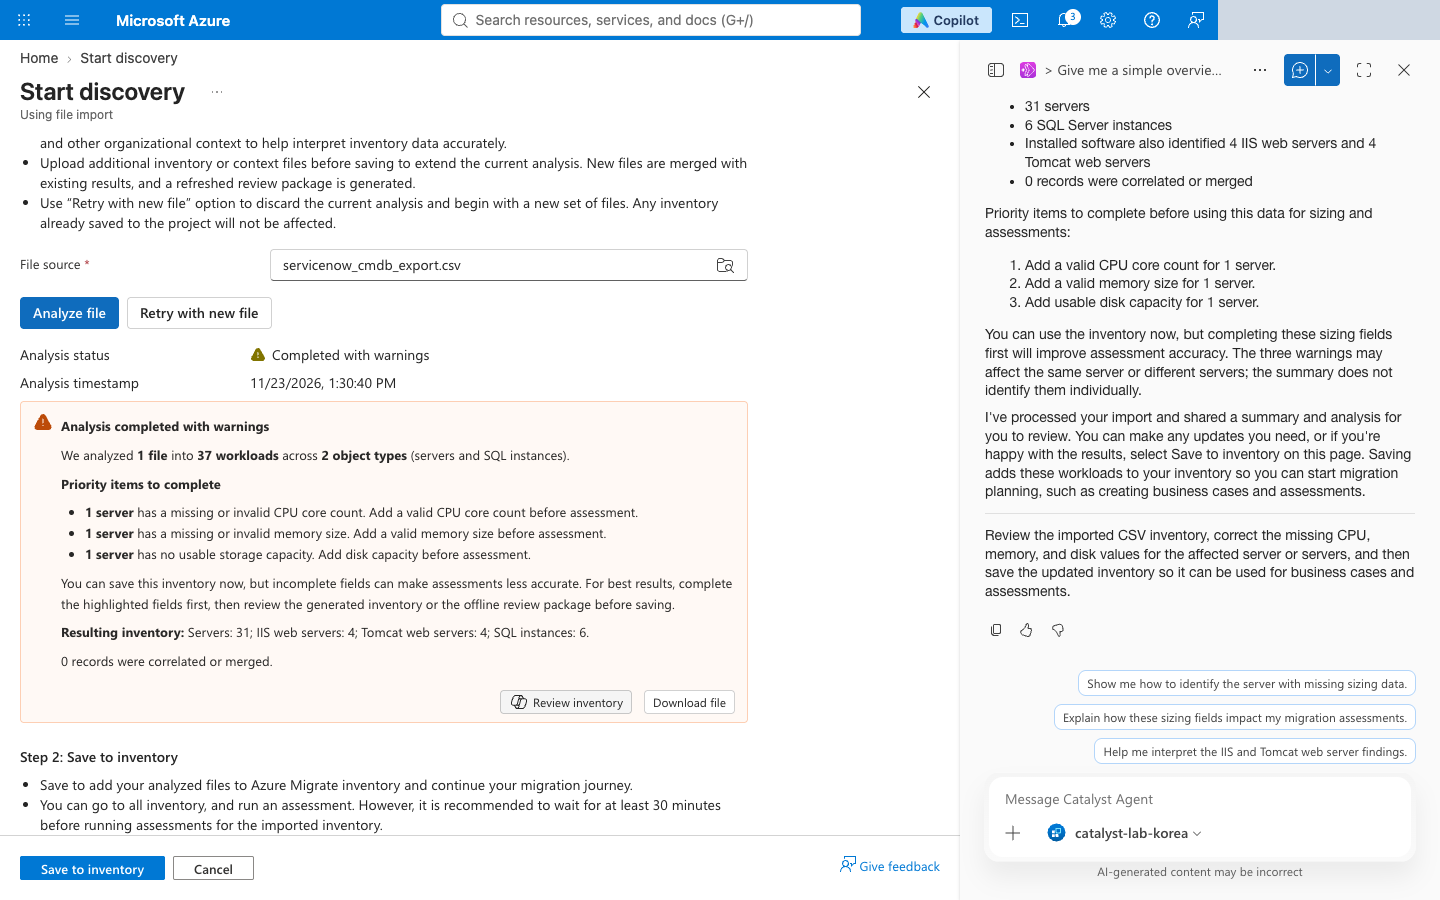 Microsoft Azure
Search resources, services, and docs (G+/)
Copilot
3
Home > Start discovery
Start discovery ...
Using file import
and other organizational context to help interpret inventory data accurately.
• Upload additional inventory or context files before saving to extend the current analysis. New files are merged with
existing results, and a refreshed review package is generated.
• Use “Retry with new file” option to discard the current analysis and begin with a new set of files. Any inventory
already saved to the project will not be affected.
File source *
servicenow_cmdb_export.csv
Analyze file
Retry with new file
Analysis status
Completed with warnings
Analysis timestamp
11/23/2026, 1:30:40 PM
Analysis completed with warnings
We analyzed 1 file into 37 workloads across 2 object types (servers and SQL instances).
Priority items to complete
• 1 server has a missing or invalid CPU core count. Add a valid CPU core count before assessment.
• 1 server has a missing or invalid memory size. Add a valid memory size before assessment.
• 1 server has no usable storage capacity. Add disk capacity before assessment.
You can save this inventory now, but incomplete fields can make assessments less accurate. For best results, complete
the highlighted fields first, then review the generated inventory or the offline review package before saving.
Resulting inventory: Servers: 31; IIS web servers: 4; Tomcat web servers: 4; SQL instances: 6.
0 records were correlated or merged.
Review inventory
Download file
Step 2: Save to inventory
• Save to add your analyzed files to Azure Migrate inventory and continue your migration journey.
• You can go to all inventory, and run an assessment. However, it is recommended to wait for at least 30 minutes
before running assessments for the imported inventory.
Save to inventory
Cancel
Give feedback
> Give me a simple overvie...
• 31 servers
• 6 SQL Server instances
• Installed software also identified 4 IIS web servers and 4
Tomcat web servers
• 0 records were correlated or merged
Priority items to complete before using this data for sizing and
assessments:
1. Add a valid CPU core count for 1 server.
2. Add a valid memory size for 1 server.
3. Add usable disk capacity for 1 server.
You can use the inventory now, but completing these sizing fields
first will improve assessment accuracy. The three warnings may
affect the same server or different servers; the summary does not
identify them individually.
I've processed your import and shared a summary and analysis for
you to review. You can make any updates you need, or if you're
happy with the results, select Save to inventory on this page. Saving
adds these workloads to your inventory so you can start migration
planning, such as creating business cases and assessments.
Review the imported CSV inventory, correct the missing CPU,
memory, and disk values for the affected server or servers, and then
save the updated inventory so it can be used for business cases and
assessments.
Show me how to identify the server with missing sizing data.
Explain how these sizing fields impact my migration assessments.
Help me interpret the IIS and Tomcat web server findings.
Message Catalyst Agent
catalyst-lab-korea
AI-generated content may be incorrect